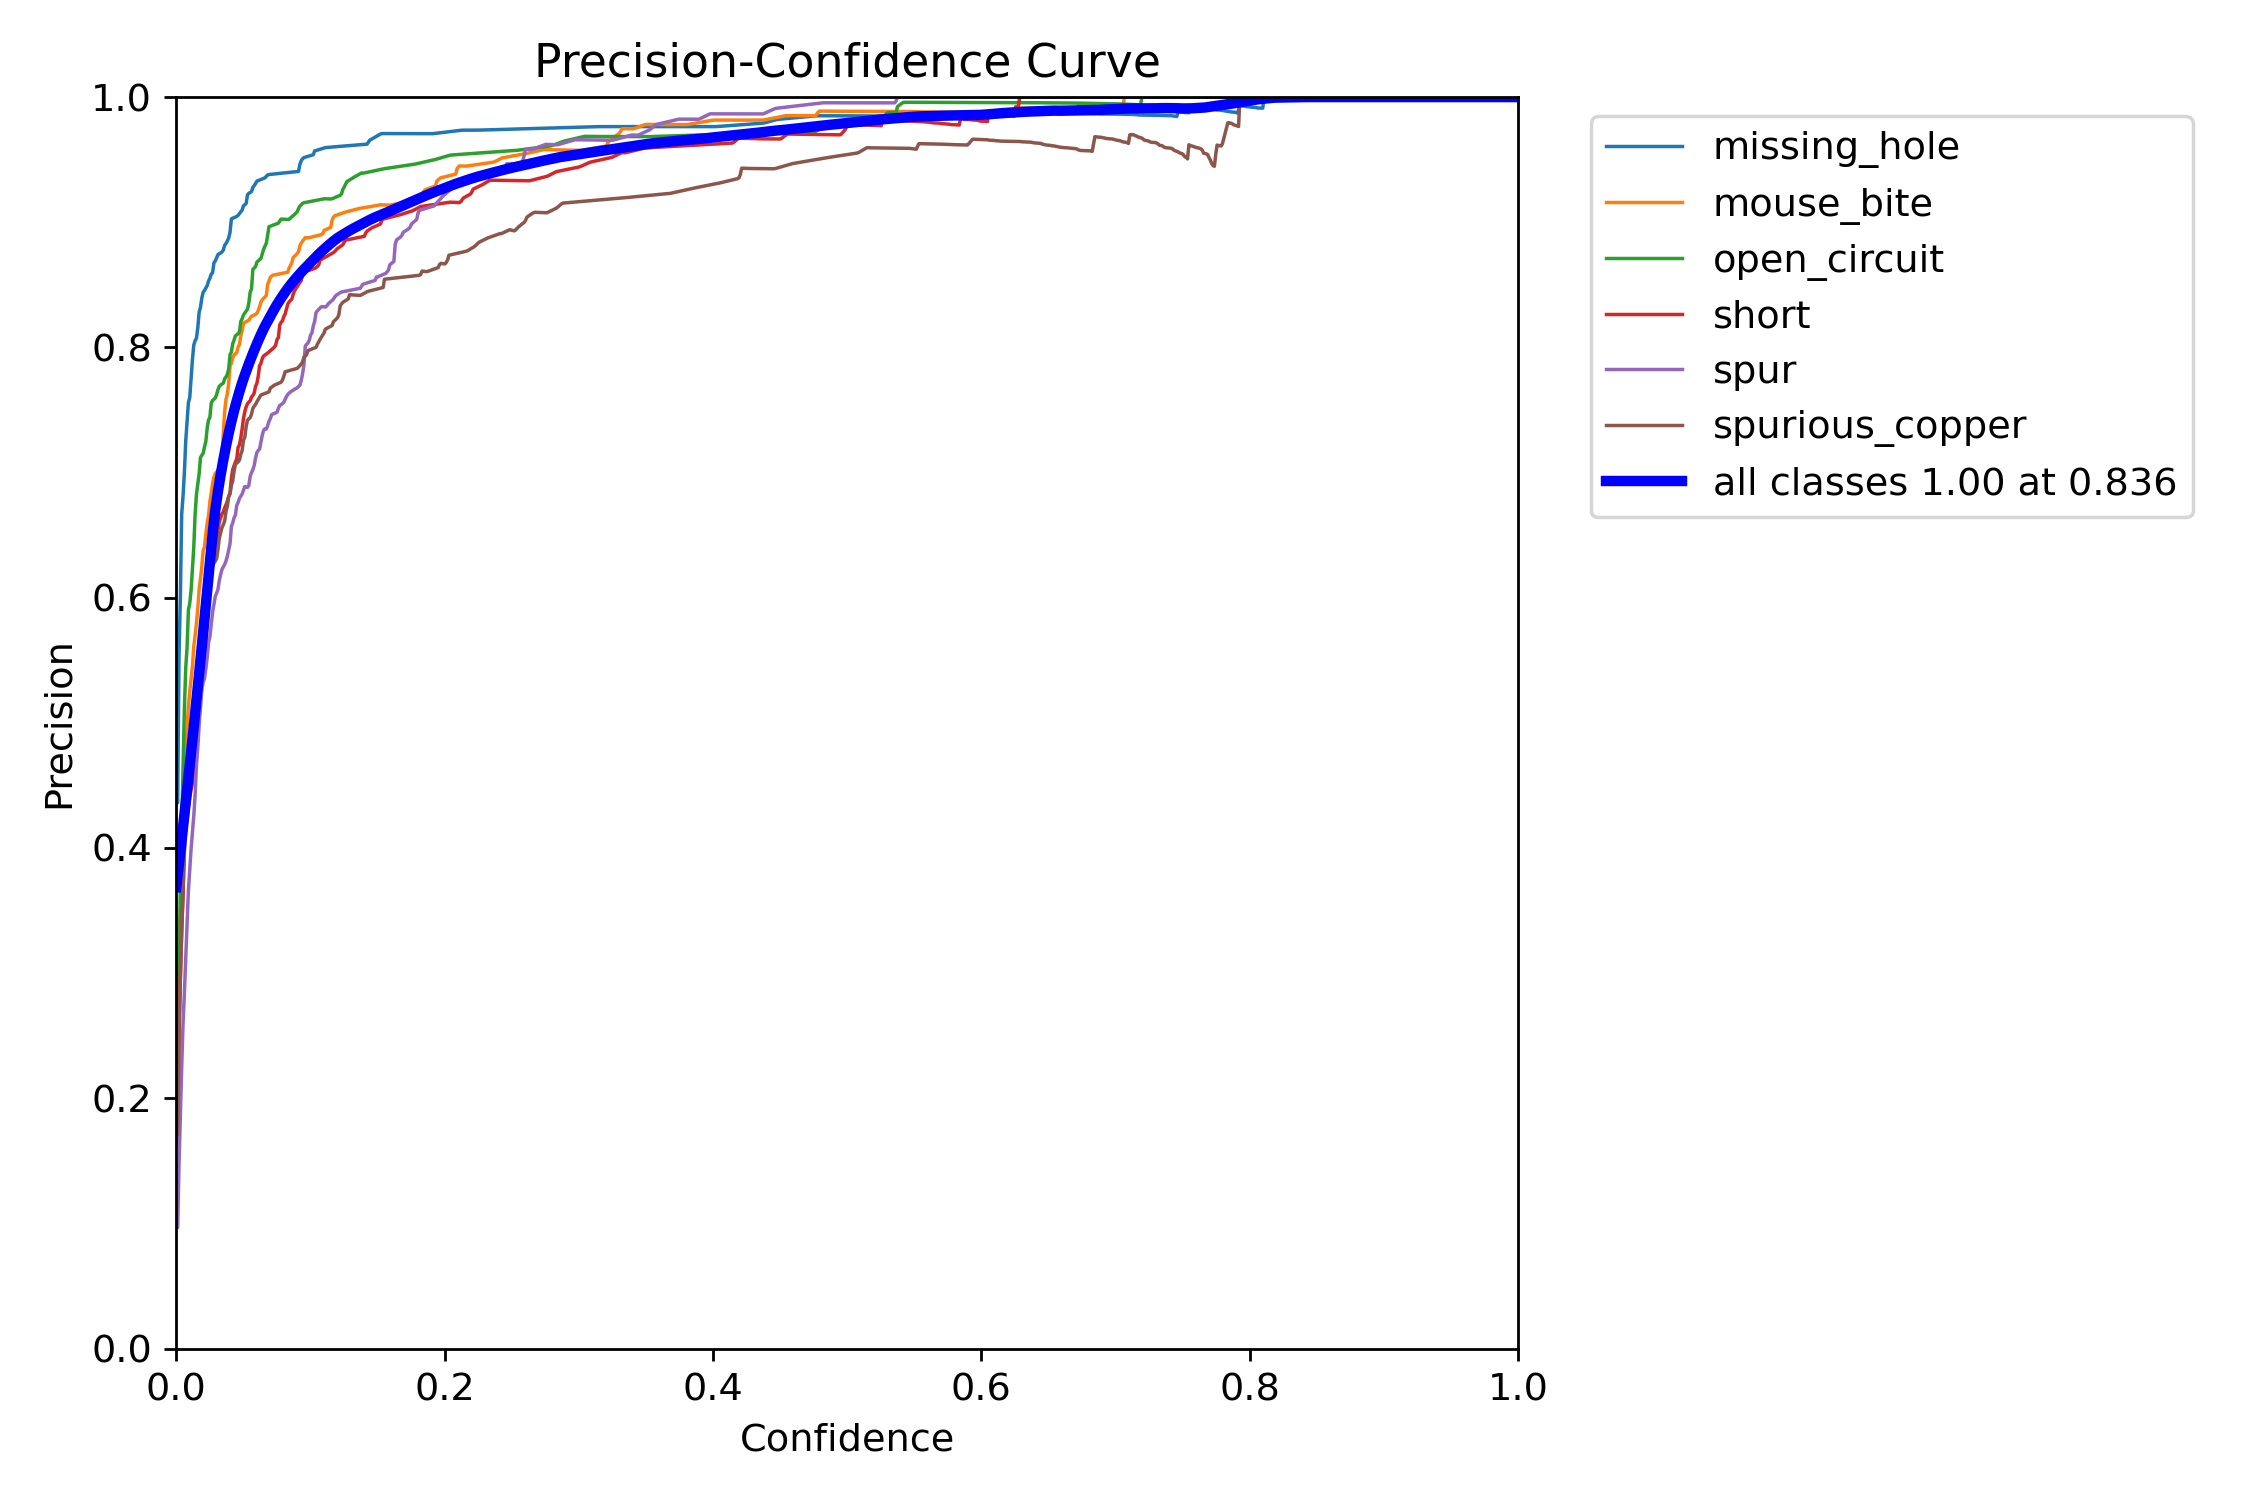 Precision-Confidence Curve
1.0
0.8
0.6
0.4
0.2
0.0
Precision
0.0 0.2 0.4 0.6 0.8 1.0
Confidence
missing_hole
mouse_bite
open_circuit
short
spur
spurious_copper
all classes 1.00 at 0.836